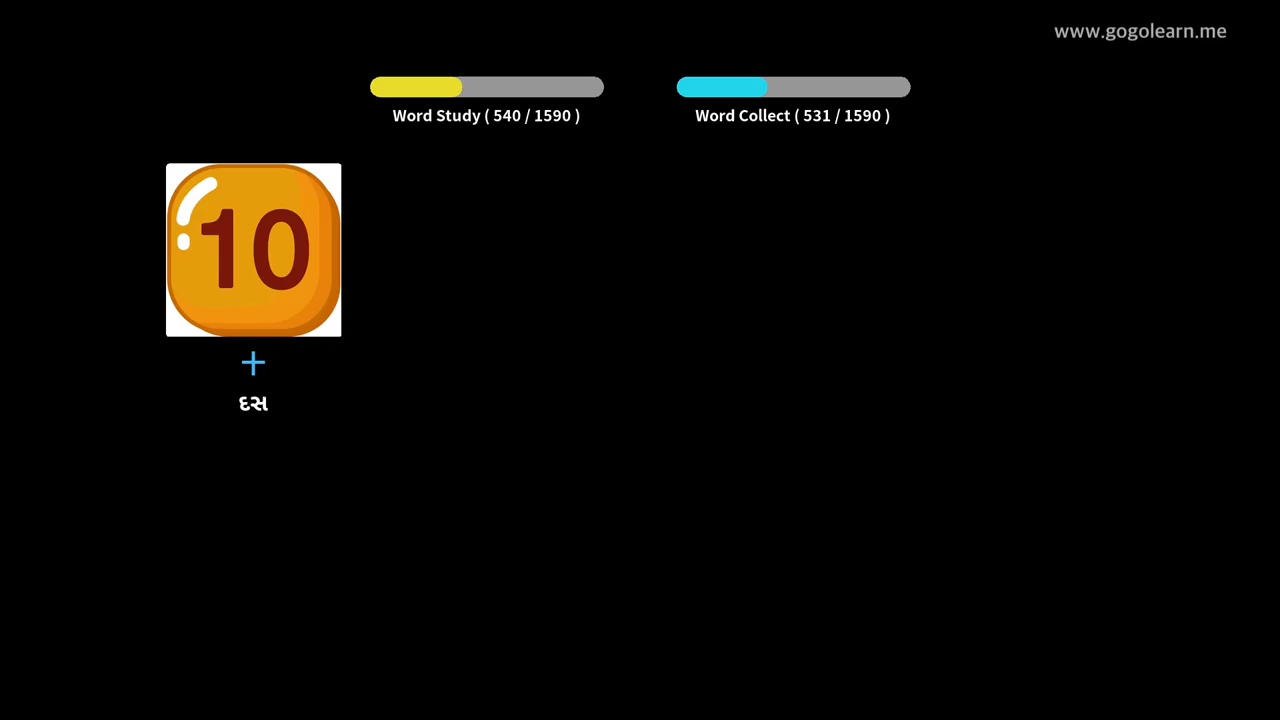 www.gogolearn.me
Word Study ( 540 / 1590 )
Word Collect ( 531 / 1590 )
10
+
દસ